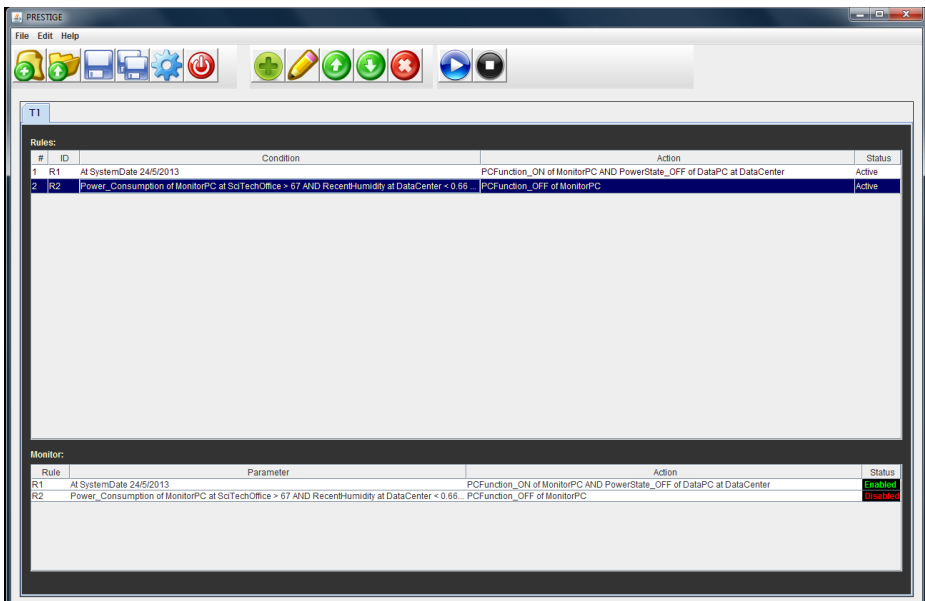 PRESTIGE
File Edit Help
T1
Rules:
# ID Condition Action Status
1 R1 At SystemDate 24/5/2013 PCFunction_ON of MonitorPC AND PowerState_OFF of DataPC at DataCenter Active
2 R2 Power_Consumption of MonitorPC at SciTechOffice > 67 AND RecentHumidity at DataCenter < 0.66 ... PCFunction_OFF of MonitorPC Active
Monitor:
Rule Parameter Action Status
R1 At SystemDate 24/5/2013 PCFunction_ON of MonitorPC AND PowerState_OFF of DataPC at DataCenter Enabled
R2 Power_Consumption of MonitorPC at SciTechOffice > 67 AND RecentHumidity at DataCenter < 0.66... PCFunction_OFF of MonitorPC Disabled